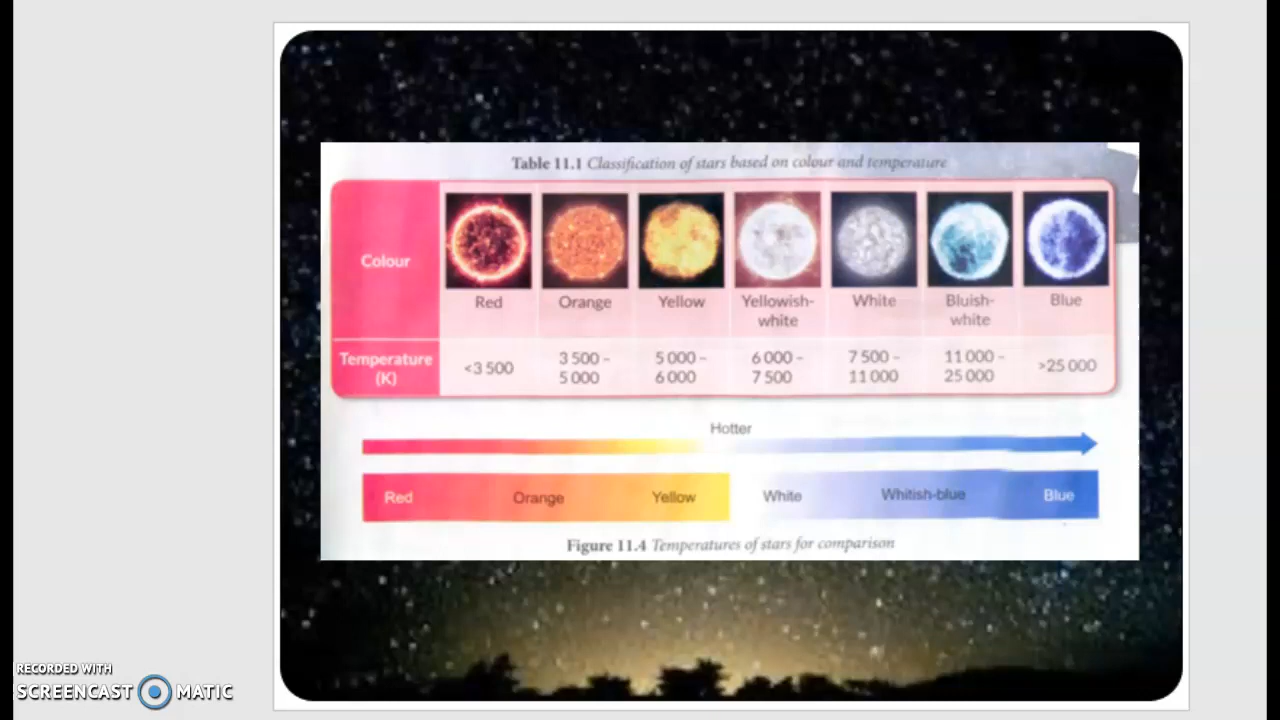 Table 11.1 Classification of stars based on colour and temperature
Colour
Red
Orange
Yellow
Yellowish-
white
White
Bluish-
white
Blue
Temperature
(K)
<3 500
3 500 –
5 000
5 000 –
6 000
6 000 –
7 500
7 500 –
11 000
11 000 –
25 000
>25 000
Hotter
Red Orange Yellow White Whitish-blue Blue
Figure 11.4 Temperatures of stars for comparison
RECORDED WITH
SCREENCAST MATIC